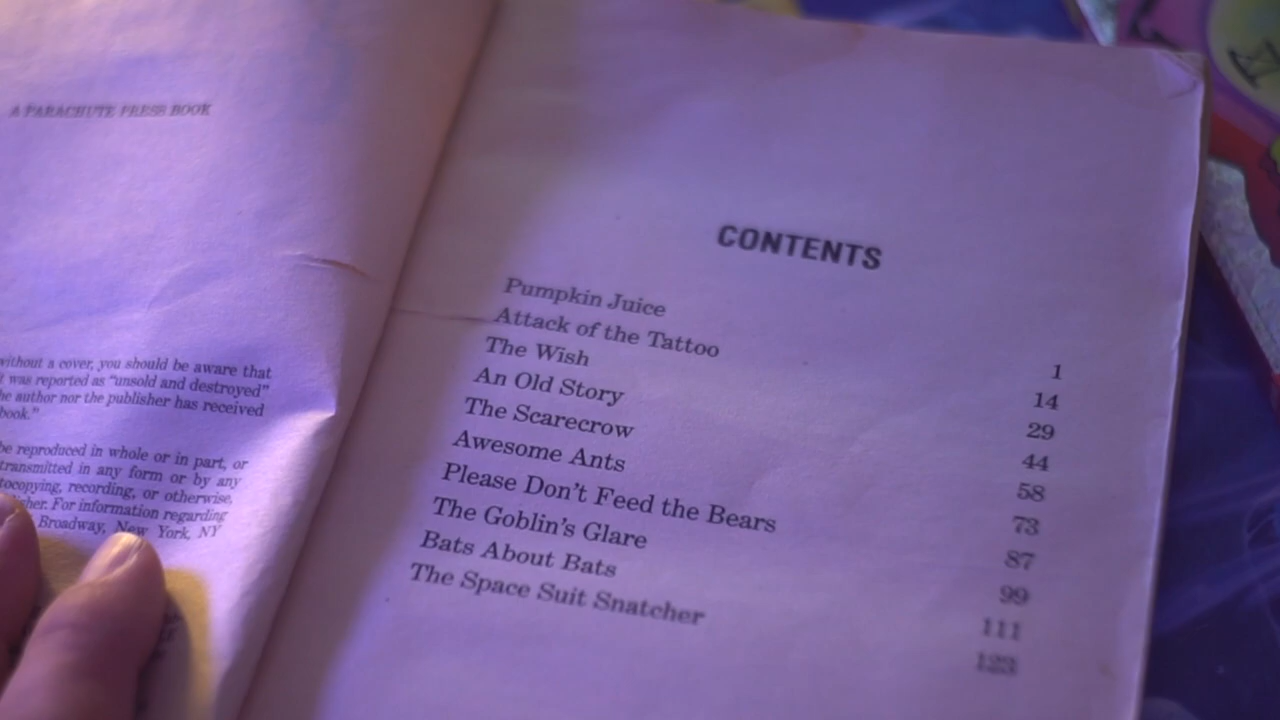 A PARACHUTE PRESS BOOK
without a cover, you should be aware that
t was reported as "unsold and destroyed"
he author nor the publisher has received
book."
be reproduced in whole or in part, or
transmitted in any form or by any
tocopying, recording, or otherwise,
isher. For information regarding
Broadway, New York, NY
CONTENTS
Pumpkin Juice 1
Attack of the Tattoo 14
The Wish 29
An Old Story 44
The Scarecrow 58
Awesome Ants 73
Please Don't Feed the Bears 87
The Goblin's Glare 99
Bats About Bats 111
The Space Suit Snatcher 123